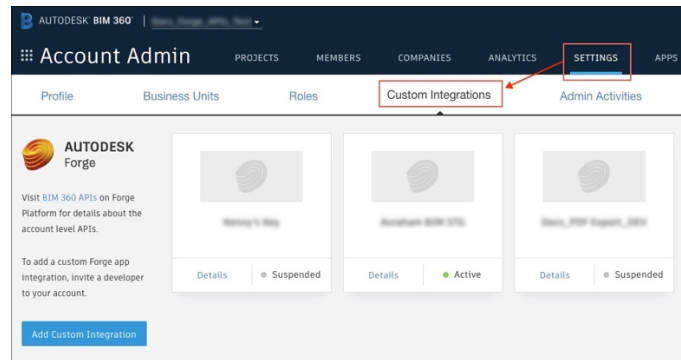 AUTODESK® BIM 360®
Account Admin
PROJECTS MEMBERS COMPANIES ANALYTICS SETTINGS APPS
Profile Business Units Roles Custom Integrations Admin Activities
AUTODESK
Forge
Visit BIM 360 APIs on Forge
Platform for details about the
account level APIs.
To add a custom Forge app
integration, invite a developer
to your account.
Add Custom Integration
Details Suspended
Details Active
Details Suspended